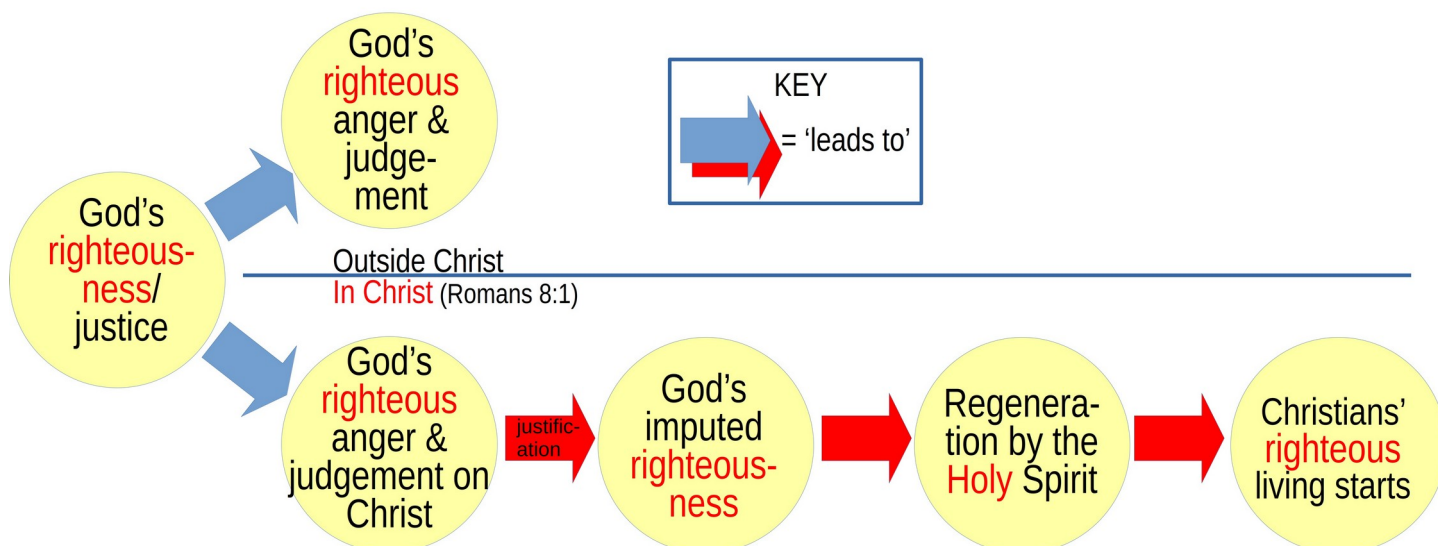 God's
righteous
anger &
judge-
ment
KEY
= 'leads to'
God's
righteous-
ness/
justice
Outside Christ
In Christ (Romans 8:1)
God's
righteous
anger &
judgement on
Christ
justific-
ation
God's
imputed
righteous-
ness
Regenera-
tion by the
Holy Spirit
Christians'
righteous
living starts